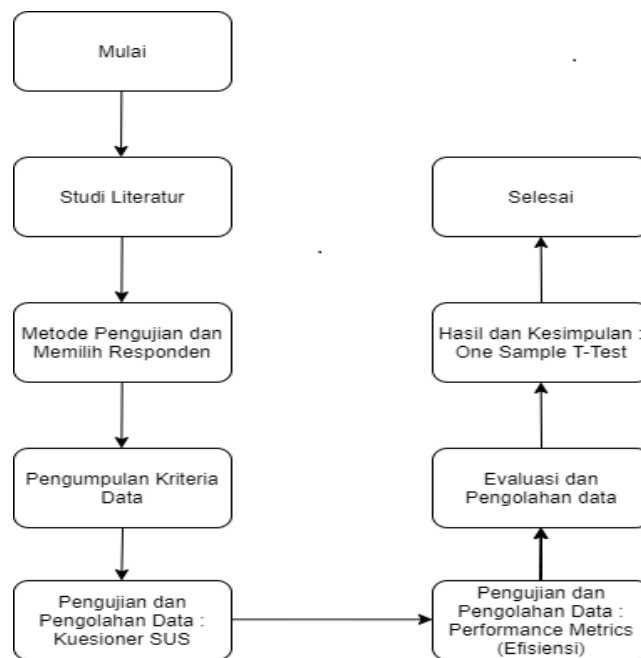 Mulai
Studi Literatur
Metode Pengujian dan
Memilih Responden
Pengumpulan Kriteria
Data
Pengujian dan
Pengolahan Data :
Kuesioner SUS
Pengujian dan
Pengolahan Data :
Performance Metrics
(Efisiensi)
Evaluasi dan
Pengolahan data
Hasil dan Kesimpulan :
One Sample T-Test
Selesai